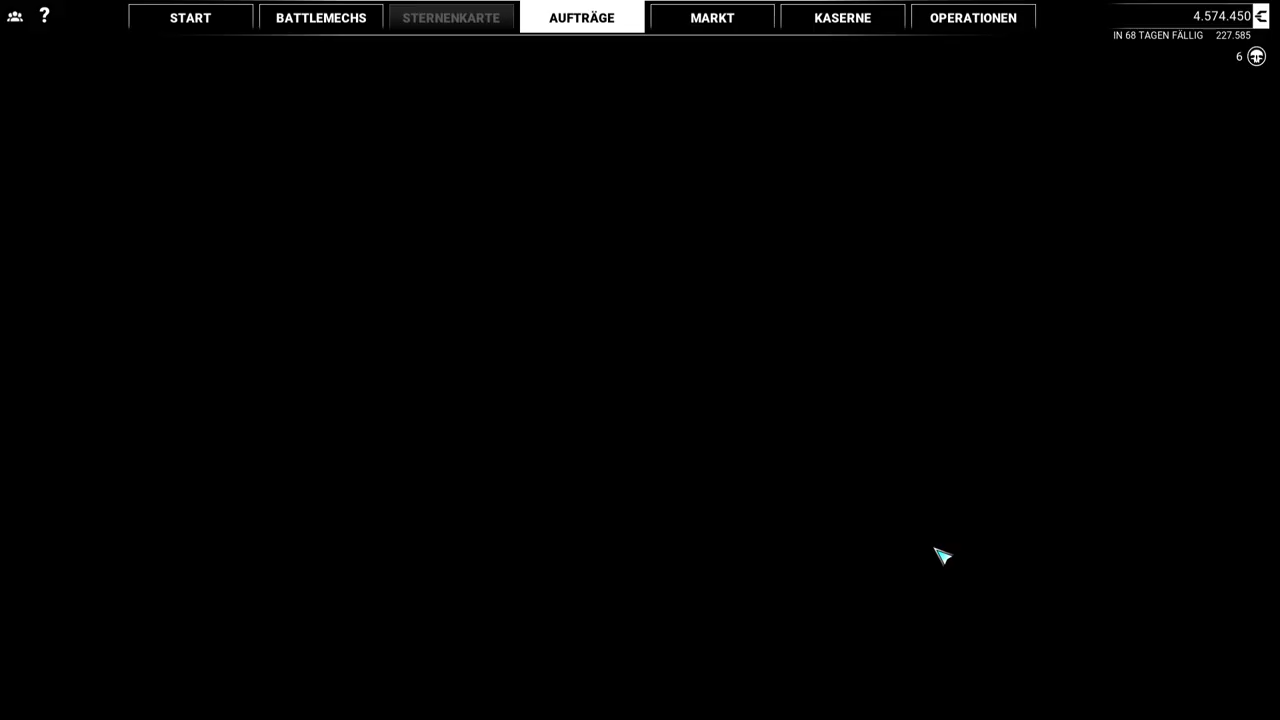 ?
START
BATTLEMECHS
STERNENKARTE
AUFTRÄGE
MARKT
KASERNE
OPERATIONEN
4.574.450
IN 68 TAGEN FÄLLIG 227.585
6